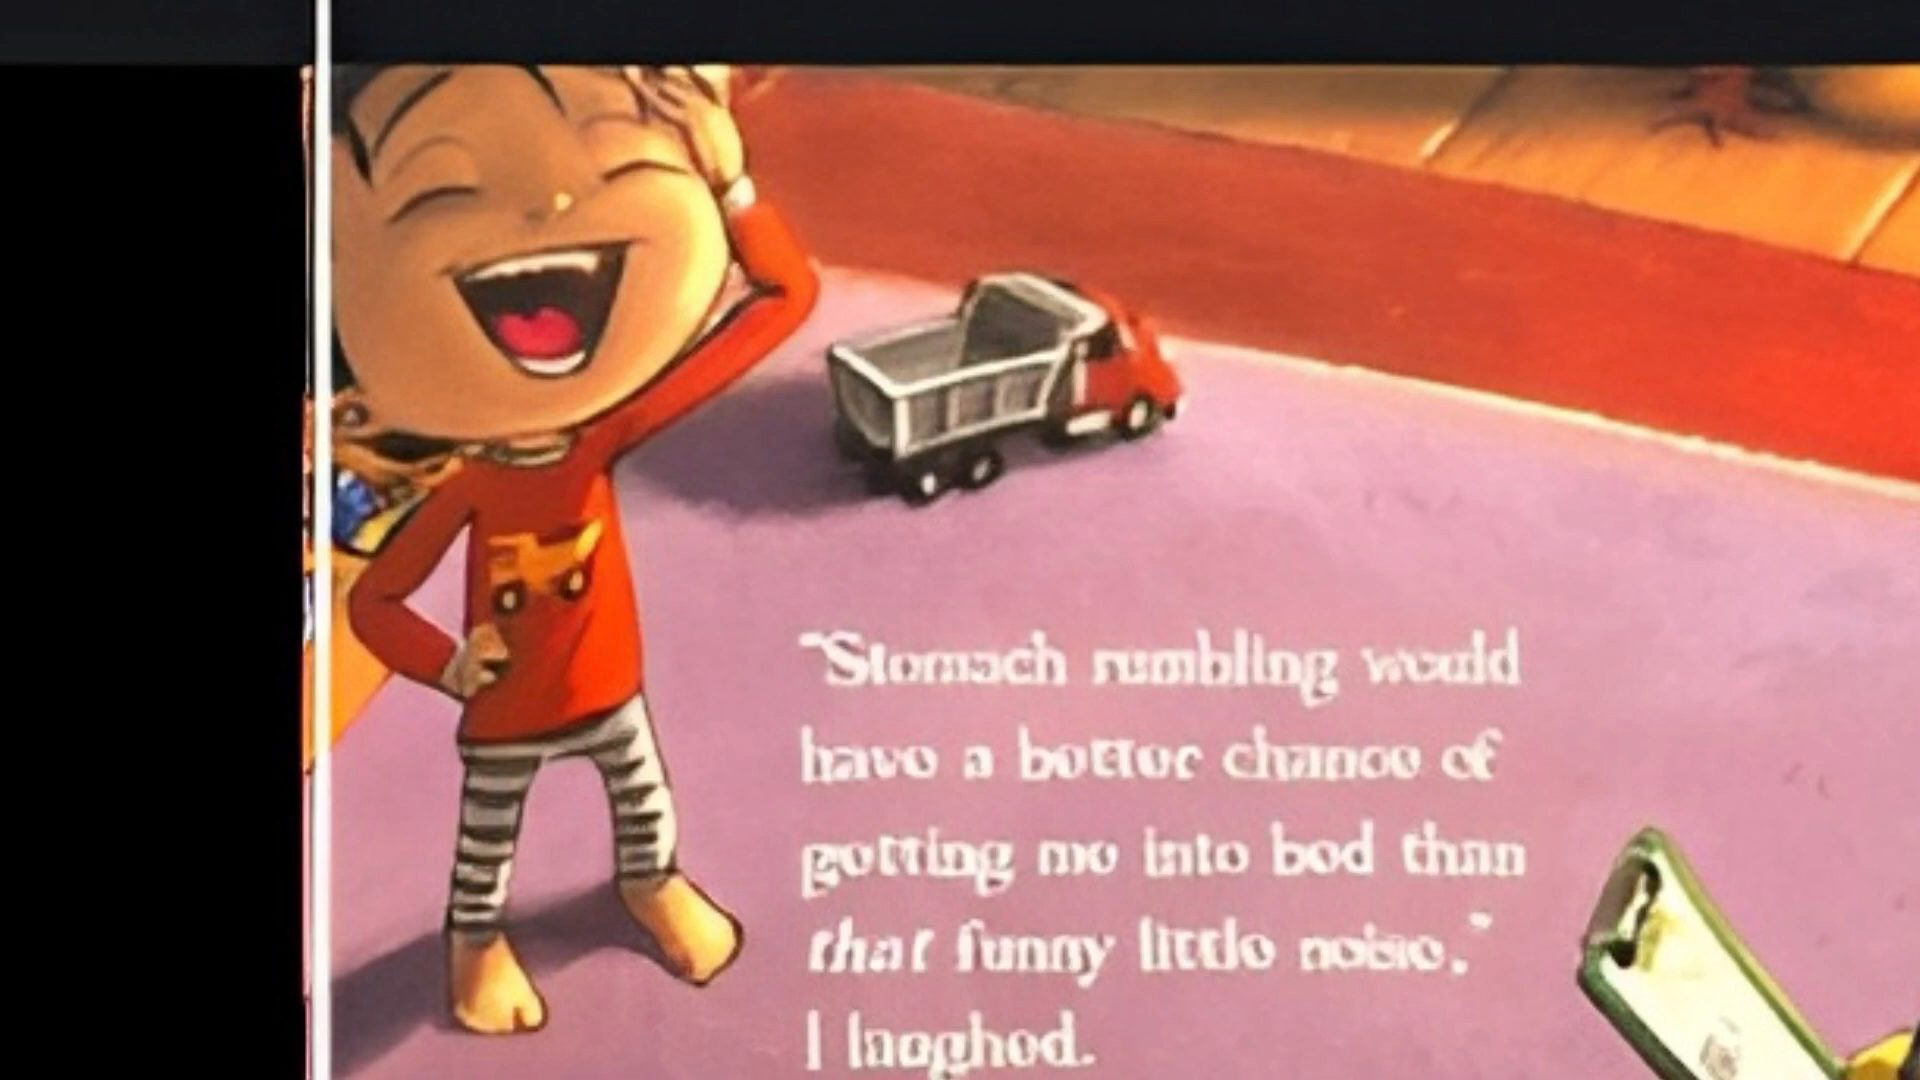 "Stomach rumbling would
have a better chance of
getting me into bed than
that funny little noise."
I laughed.